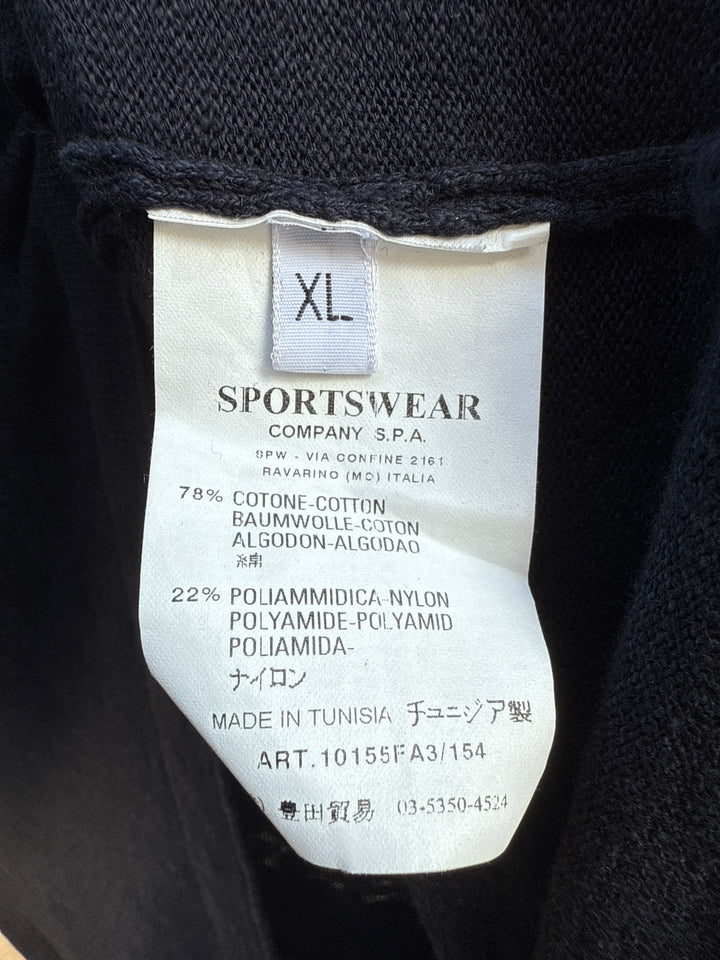 XL
SPORTSWEAR
COMPANY S.P.A.
SPW - VIA CONFINE 2161
RAVARINO (MO) ITALIA
78% COTONE-COTTON
BAUMWOLLE-COTON
ALGODON-ALGODAO
綿
22% POLIAMMIDICA-NYLON
POLYAMIDE-POLYAMID
POLIAMIDA-
ナイロン
MADE IN TUNISIA チュニジア製
ART.10155FA3/154
豊田貿易 03-5350-4524